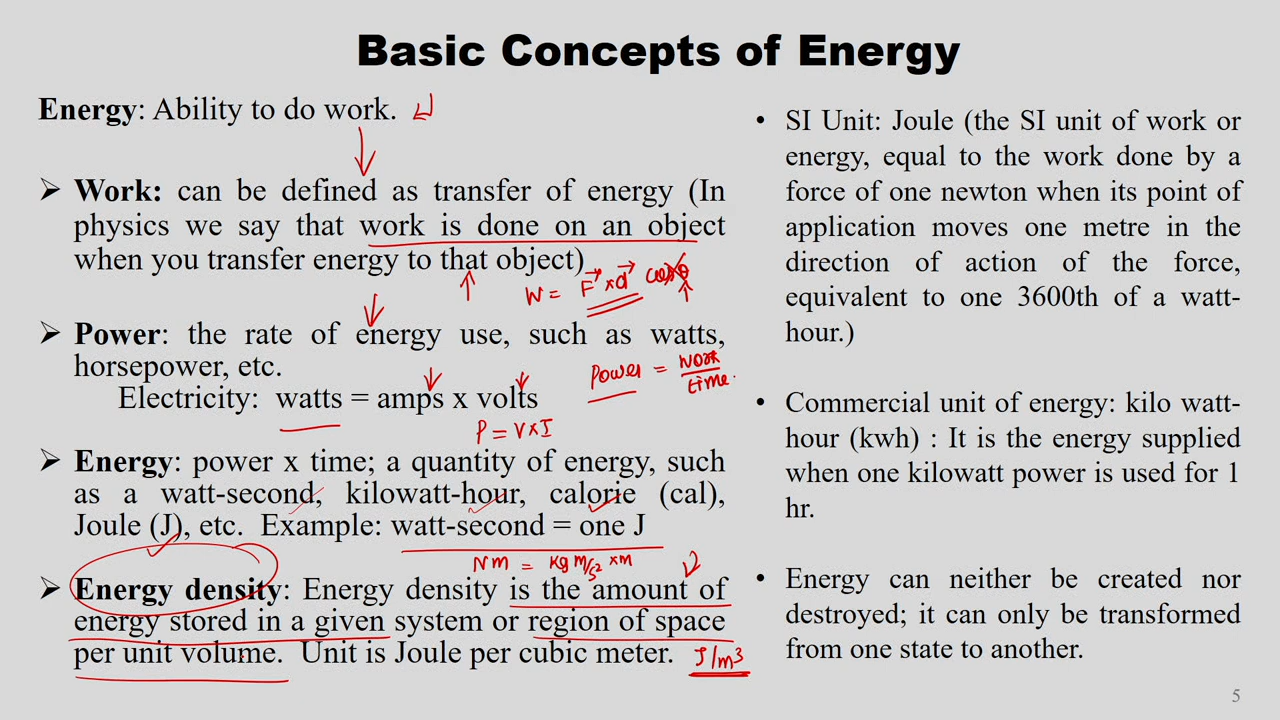 Basic Concepts of Energy
Energy: Ability to do work.
➢ Work: can be defined as transfer of energy (In
physics we say that work is done on an object
when you transfer energy to that object)
W = F × d cosθ
➢ Power: the rate of energy use, such as watts,
horsepower, etc.
Power = work
time.
Electricity: watts = amps x volts
P = V × I
➢ Energy: power x time; a quantity of energy, such
as a watt-second, kilowatt-hour, calorie (cal),
Joule (J), etc. Example: watt-second = one J
Nm = kg m/s² × m
➢ Energy density: Energy density is the amount of
energy stored in a given system or region of space
per unit volume. Unit is Joule per cubic meter. J/m³
• SI Unit: Joule (the SI unit of work or
energy, equal to the work done by a
force of one newton when its point of
application moves one metre in the
direction of action of the force,
equivalent to one 3600th of a watt-
hour.)
• Commercial unit of energy: kilo watt-
hour (kwh) : It is the energy supplied
when one kilowatt power is used for 1
hr.
• Energy can neither be created nor
destroyed; it can only be transformed
from one state to another.
5